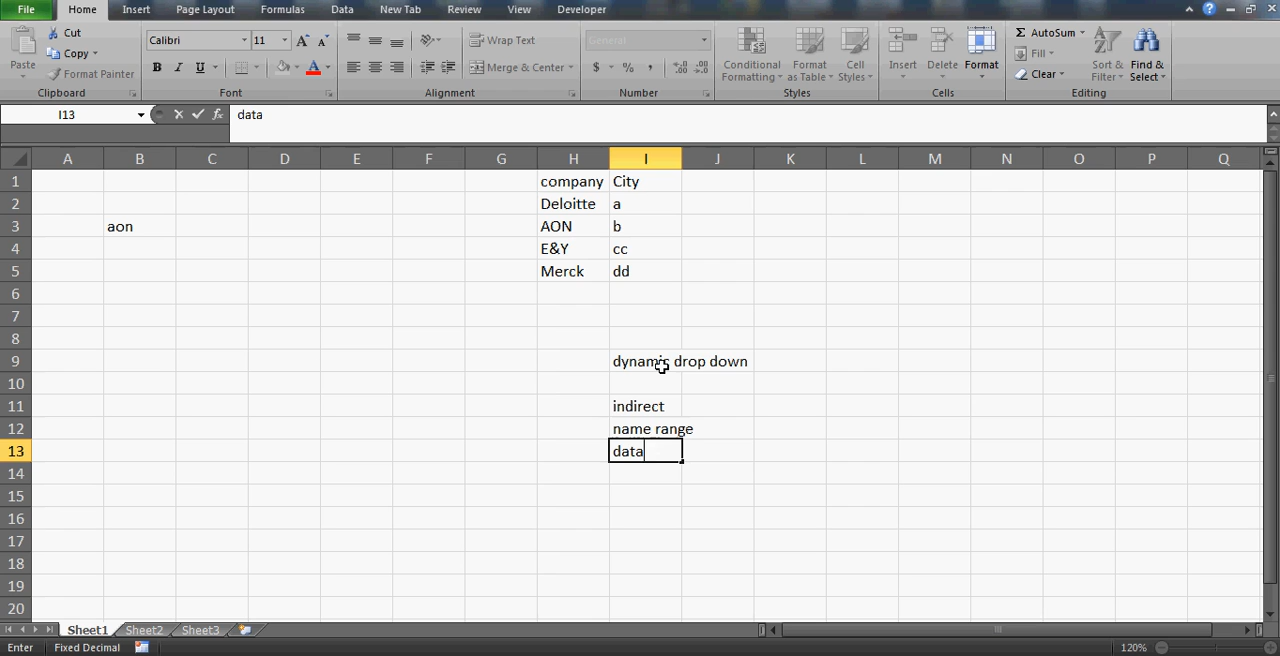 File Home Insert Page Layout Formulas Data New Tab Review View Developer
Paste Cut Copy Format Painter
Clipboard
Calibri 11 A A
B I U A
Font
Wrap Text
Merge & Center
Alignment
General
$ % ,
Number
Conditional Formatting Format as Table Cell Styles
Styles
Insert Delete Format
Cells
Σ AutoSum Fill Clear Sort & Filter Find & Select
Editing
I13 fx data
A B C D E F G H I J K L M N O P Q
1 company City
2 Deloitte a
3 aon AON b
4 E&Y cc
5 Merck dd
6
7
8
9 dynamic drop down
10
11 indirect
12 name range
13 data
14
15
16
17
18
19
20
Sheet1 Sheet2 Sheet3
Enter Fixed Decimal 120%